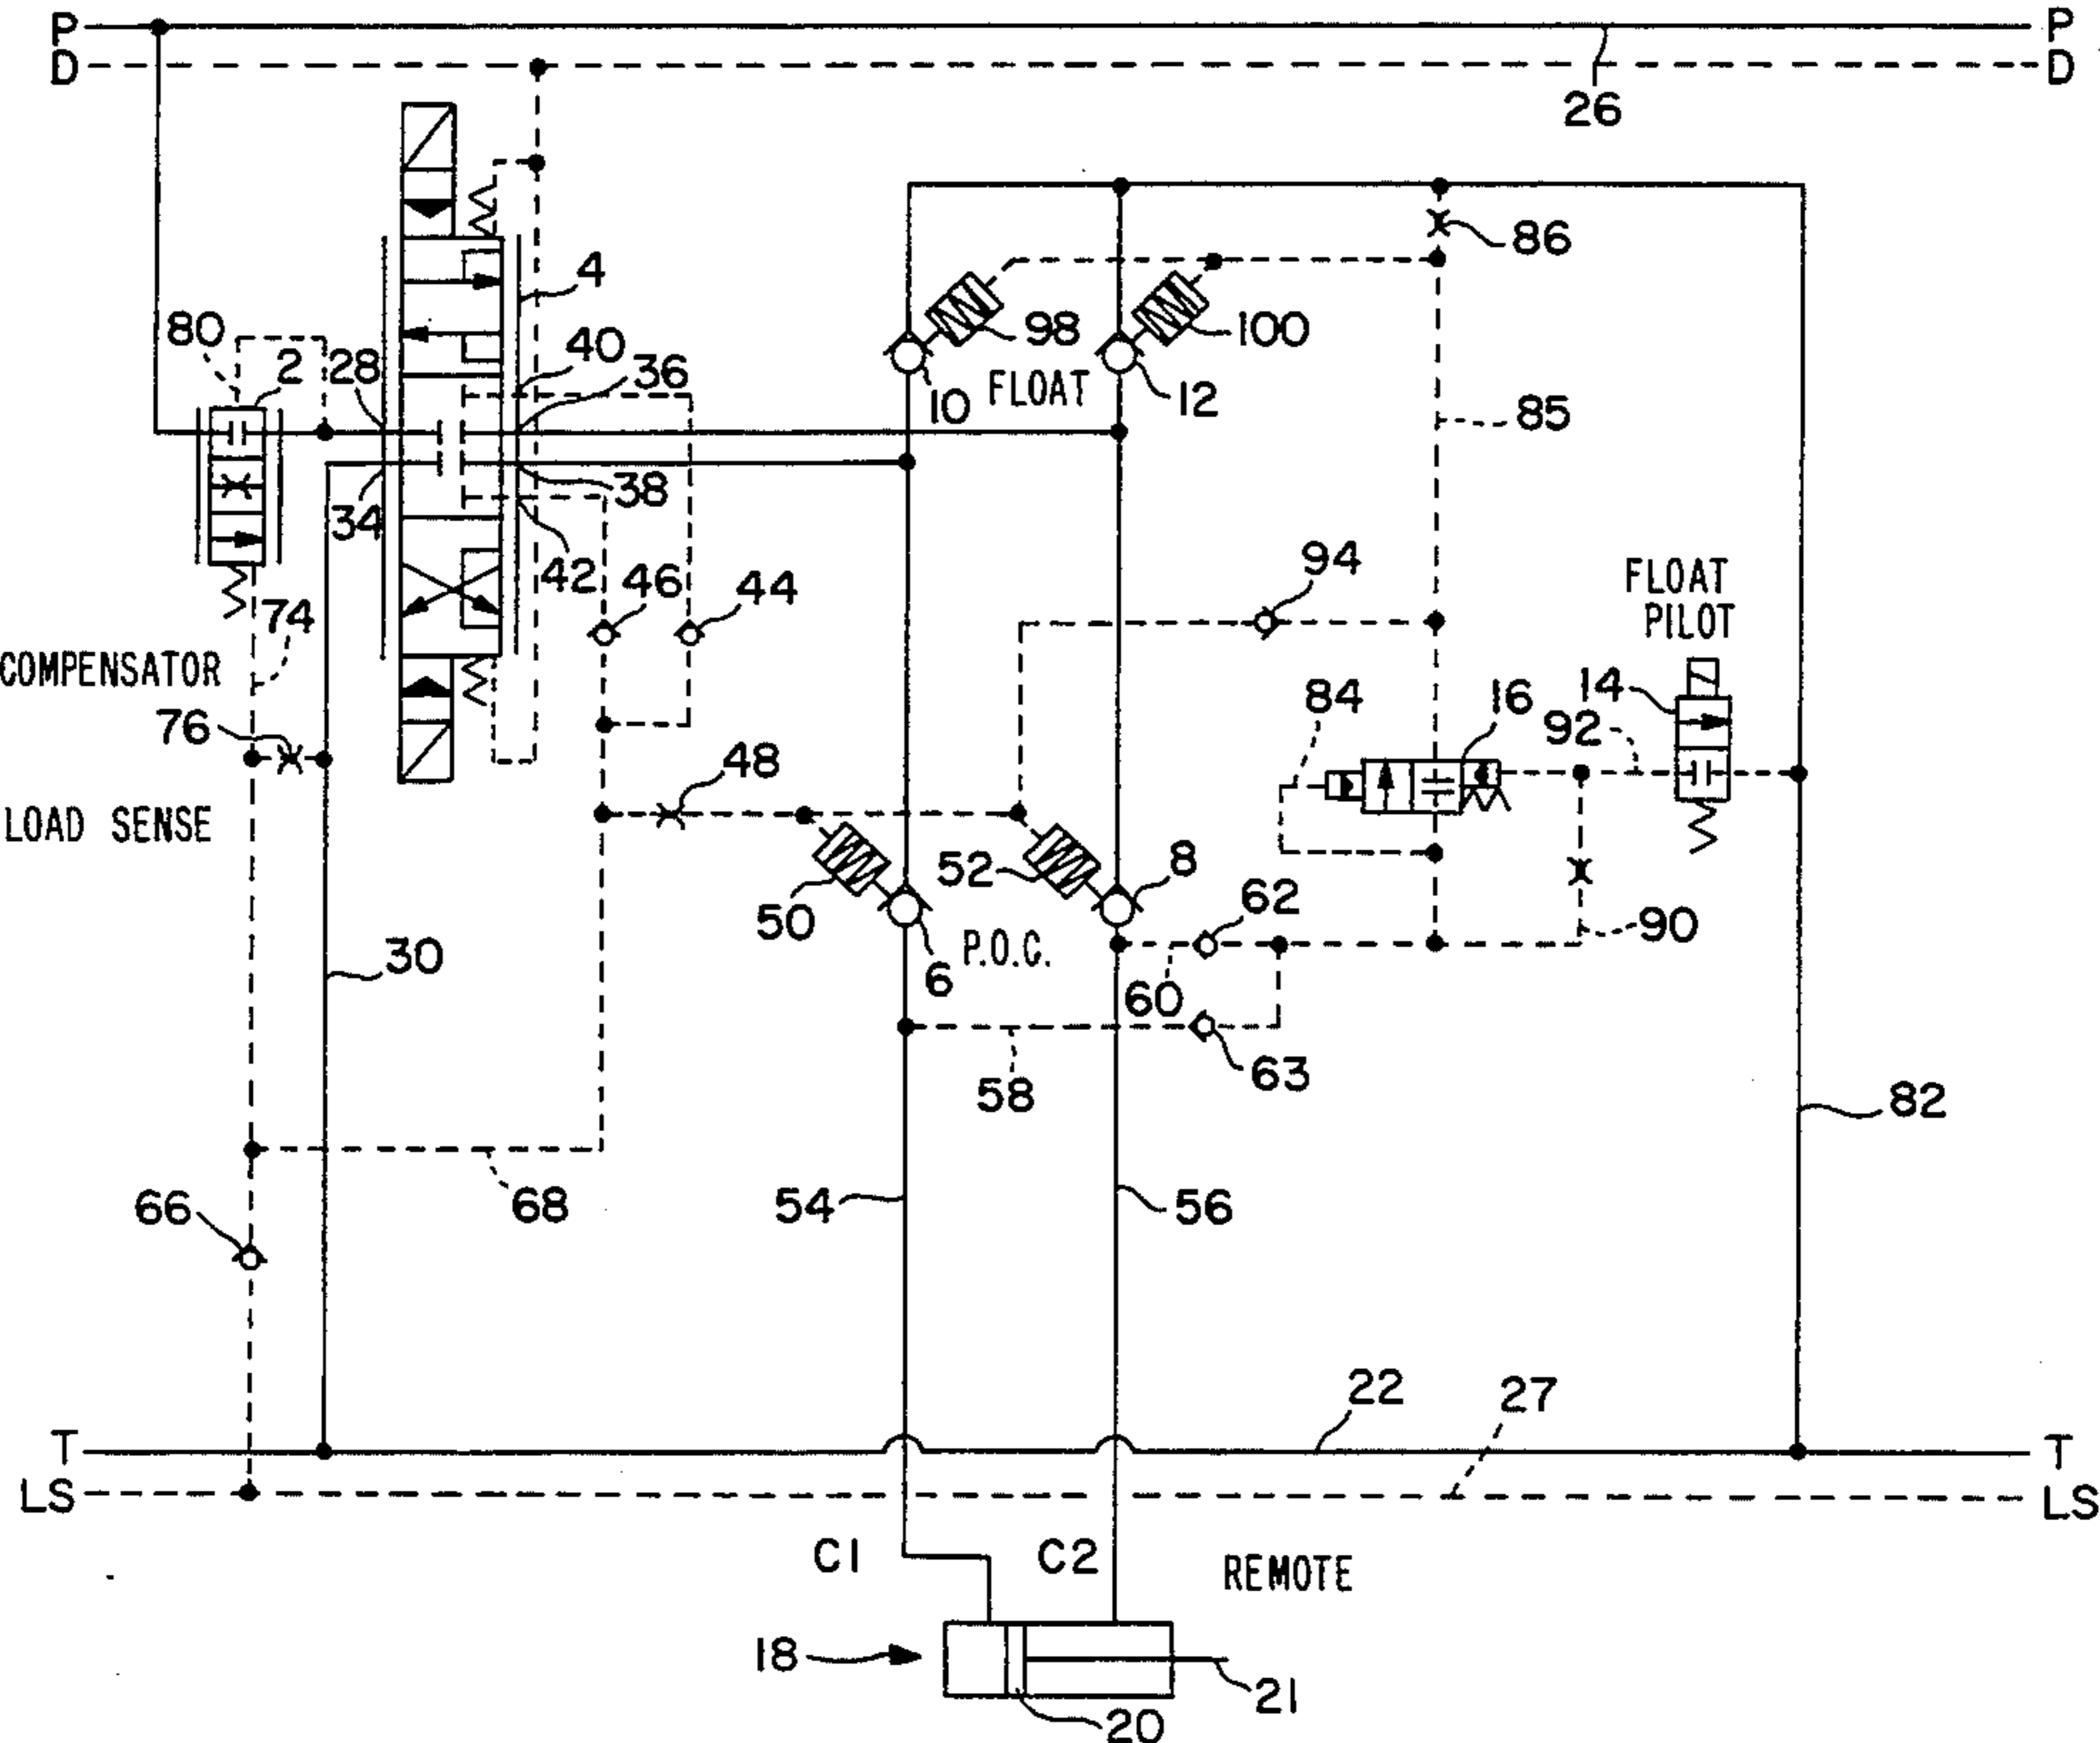 P P
D D
26
4
86
80 2 28
40
36
98 100
FLOAT
10 12
85
34
38
42 46 44
94
FLOAT
PILOT
74
COMPENSATOR
76
84 16 14
92
48
LOAD SENSE
52 8
50
62
6 P.O.C.
90
30
60
63
58
82
66
68
54 56
22 27
T T
LS LS
C1 C2 REMOTE
18
21
20